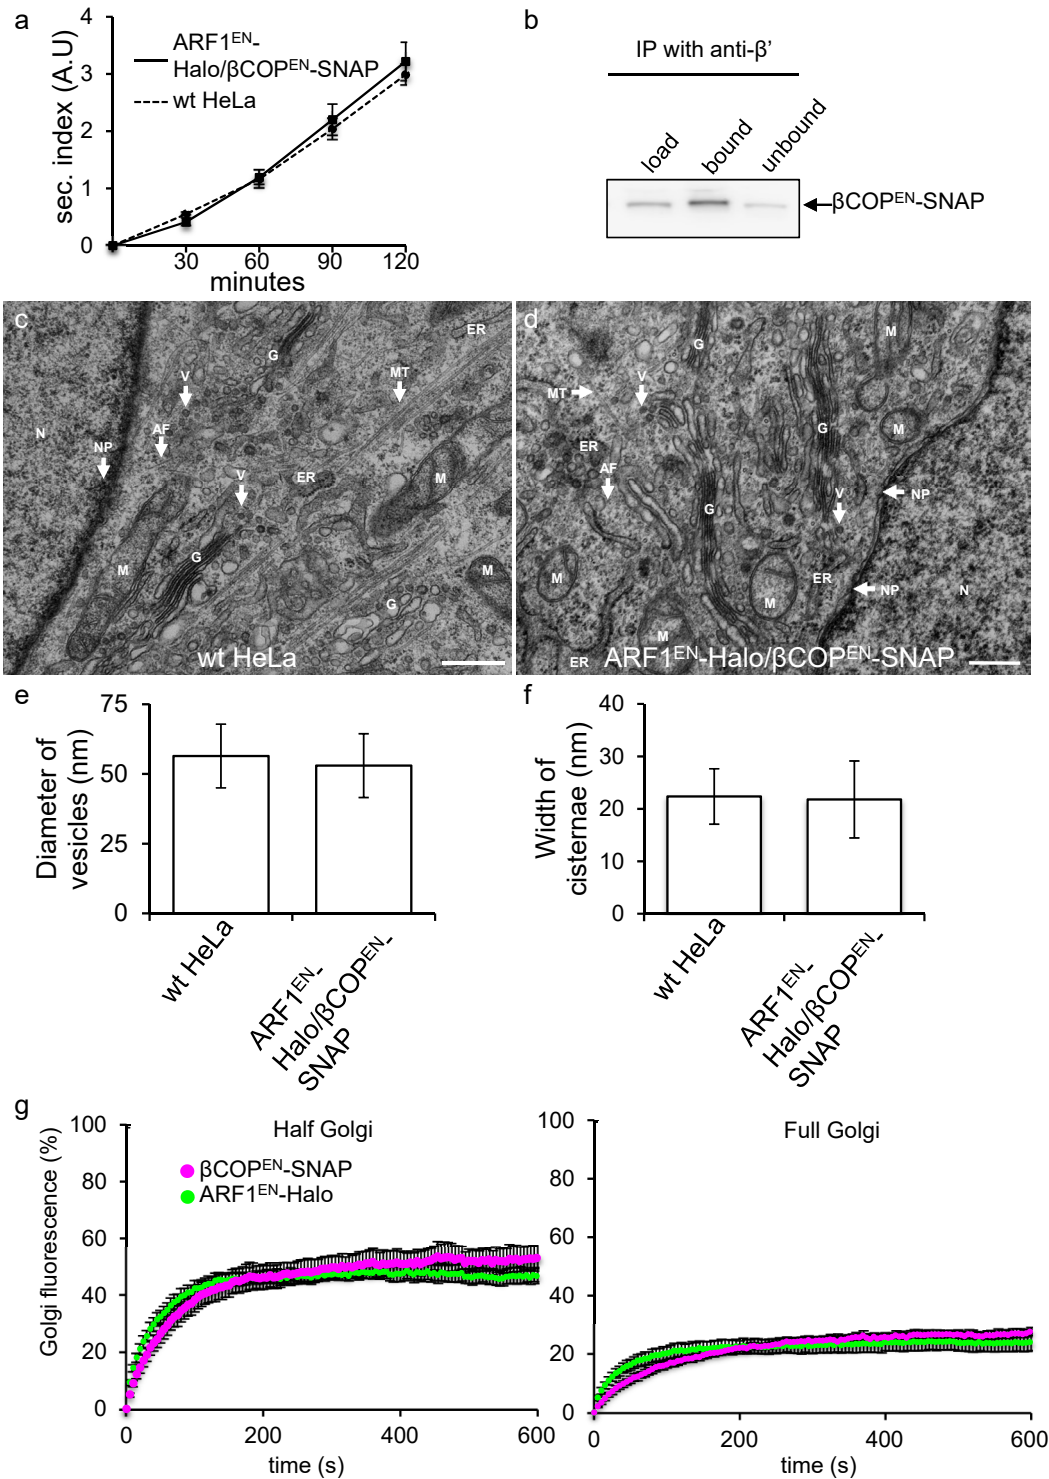 a
4
3
2
1
0
sec. index (A.U)
ARF1EN-
Halo/βCOPEN-SNAP
wt HeLa
30 60 90 120
minutes
b
IP with anti-β’
load bound unbound
βCOPEN-SNAP
c
ER
G
V
MT
N
AF
NP
V
ER
M
G
M
M
G
wt HeLa
d
M
G
V
MT
ER
G
M
AF
V
NP
G
M
ER
M
NP
N
M
ER
ARF1EN-Halo/βCOPEN-SNAP
e
75
50
25
0
Diameter of
vesicles (nm)
wt HeLa
ARF1EN-
Halo/βCOPEN-
SNAP
f
40
30
20
10
0
Width of
cisternae (nm)
wt HeLa
ARF1EN-
Halo/βCOPEN-
SNAP
g
Half Golgi
100
80
60
40
20
0
Golgi fluorescence (%)
βCOPEN-SNAP
ARF1EN-Halo
0 200 400 600
time (s)
Full Golgi
100
80
60
40
20
0
0 200 400 600
time (s)